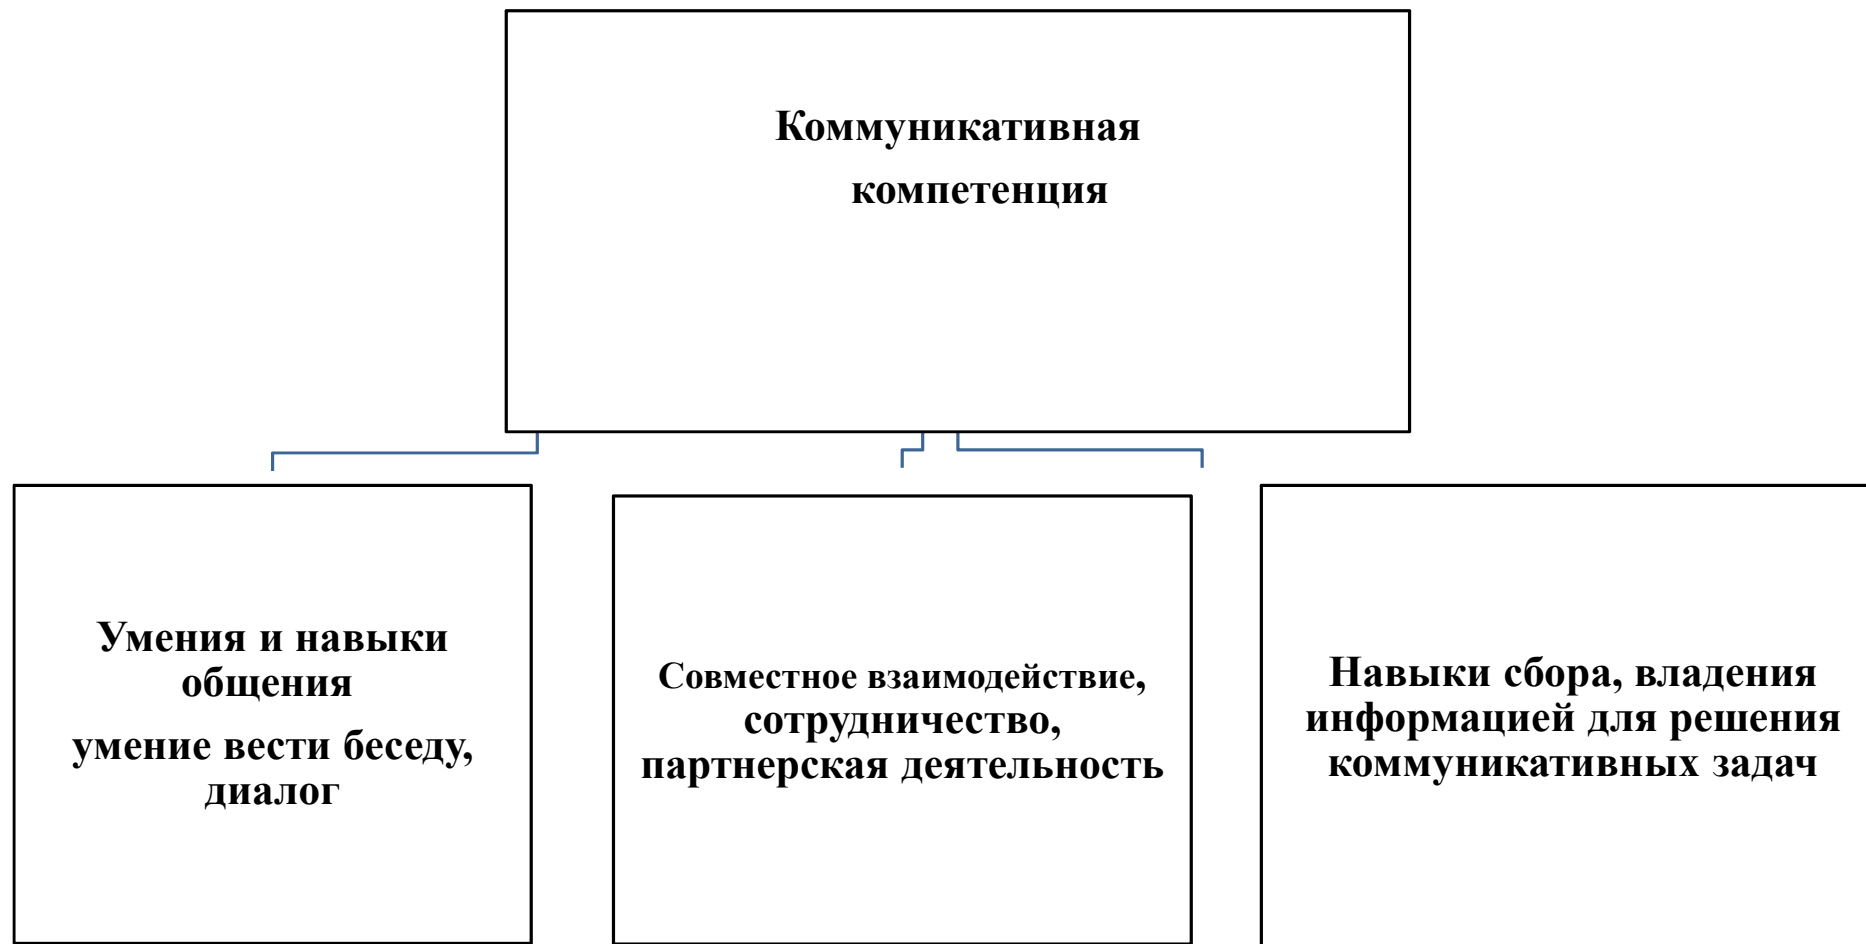 Коммуникативная
компетенция
Умения и навыки
общения
умение вести беседу,
диалог
Совместное взаимодействие,
сотрудничество,
партнерская деятельность
Навыки сбора, владения
информацией для решения
коммуникативных задач